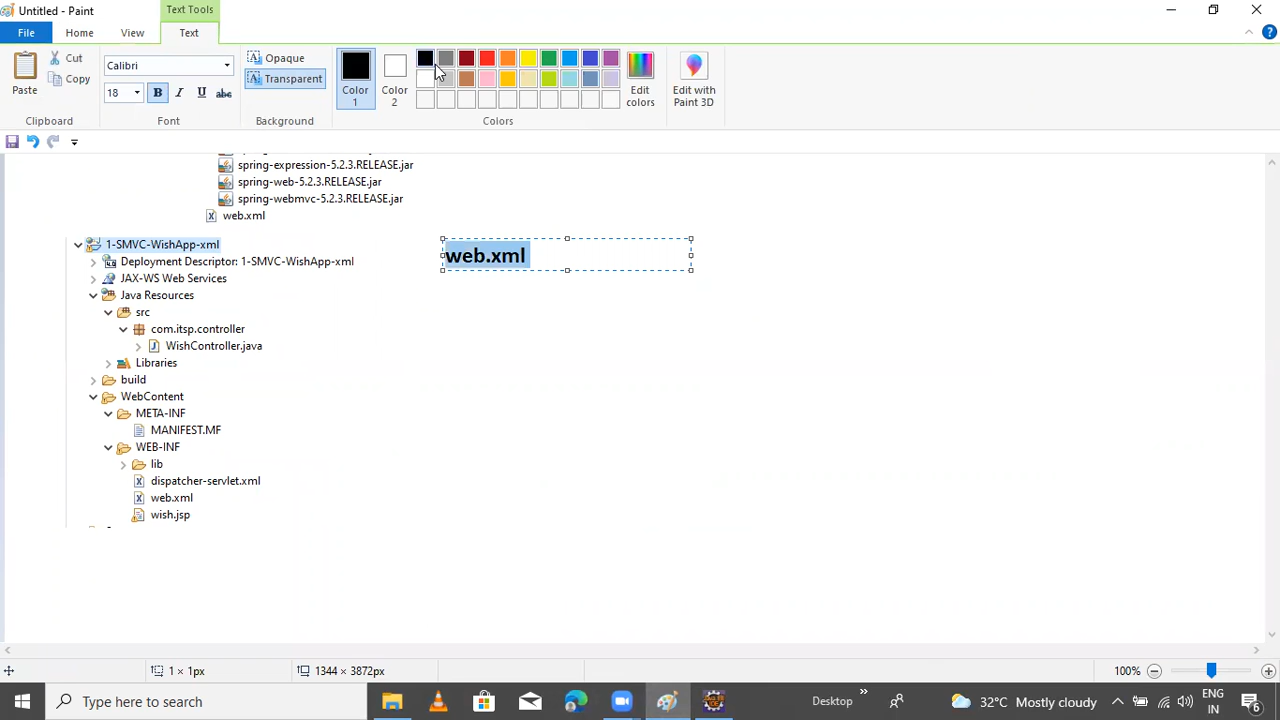 Untitled - Paint
Text Tools
File
Home
View
Text
Paste
Cut
Copy
Clipboard
Calibri
18
B
I
U
abc
Font
Opaque
Transparent
Background
Color 1
Color 2
Edit colors
Colors
Edit with Paint 3D
spring-expression-5.2.3.RELEASE.jar
spring-web-5.2.3.RELEASE.jar
spring-webmvc-5.2.3.RELEASE.jar
web.xml
1-SMVC-WishApp-xml
web.xml
Deployment Descriptor: 1-SMVC-WishApp-xml
JAX-WS Web Services
Java Resources
src
com.itsp.controller
WishController.java
Libraries
build
WebContent
META-INF
MANIFEST.MF
WEB-INF
lib
dispatcher-servlet.xml
web.xml
wish.jsp
1 × 1px
1344 × 3872px
100%
Type here to search
Desktop
32°C Mostly cloudy
ENG
IN
6